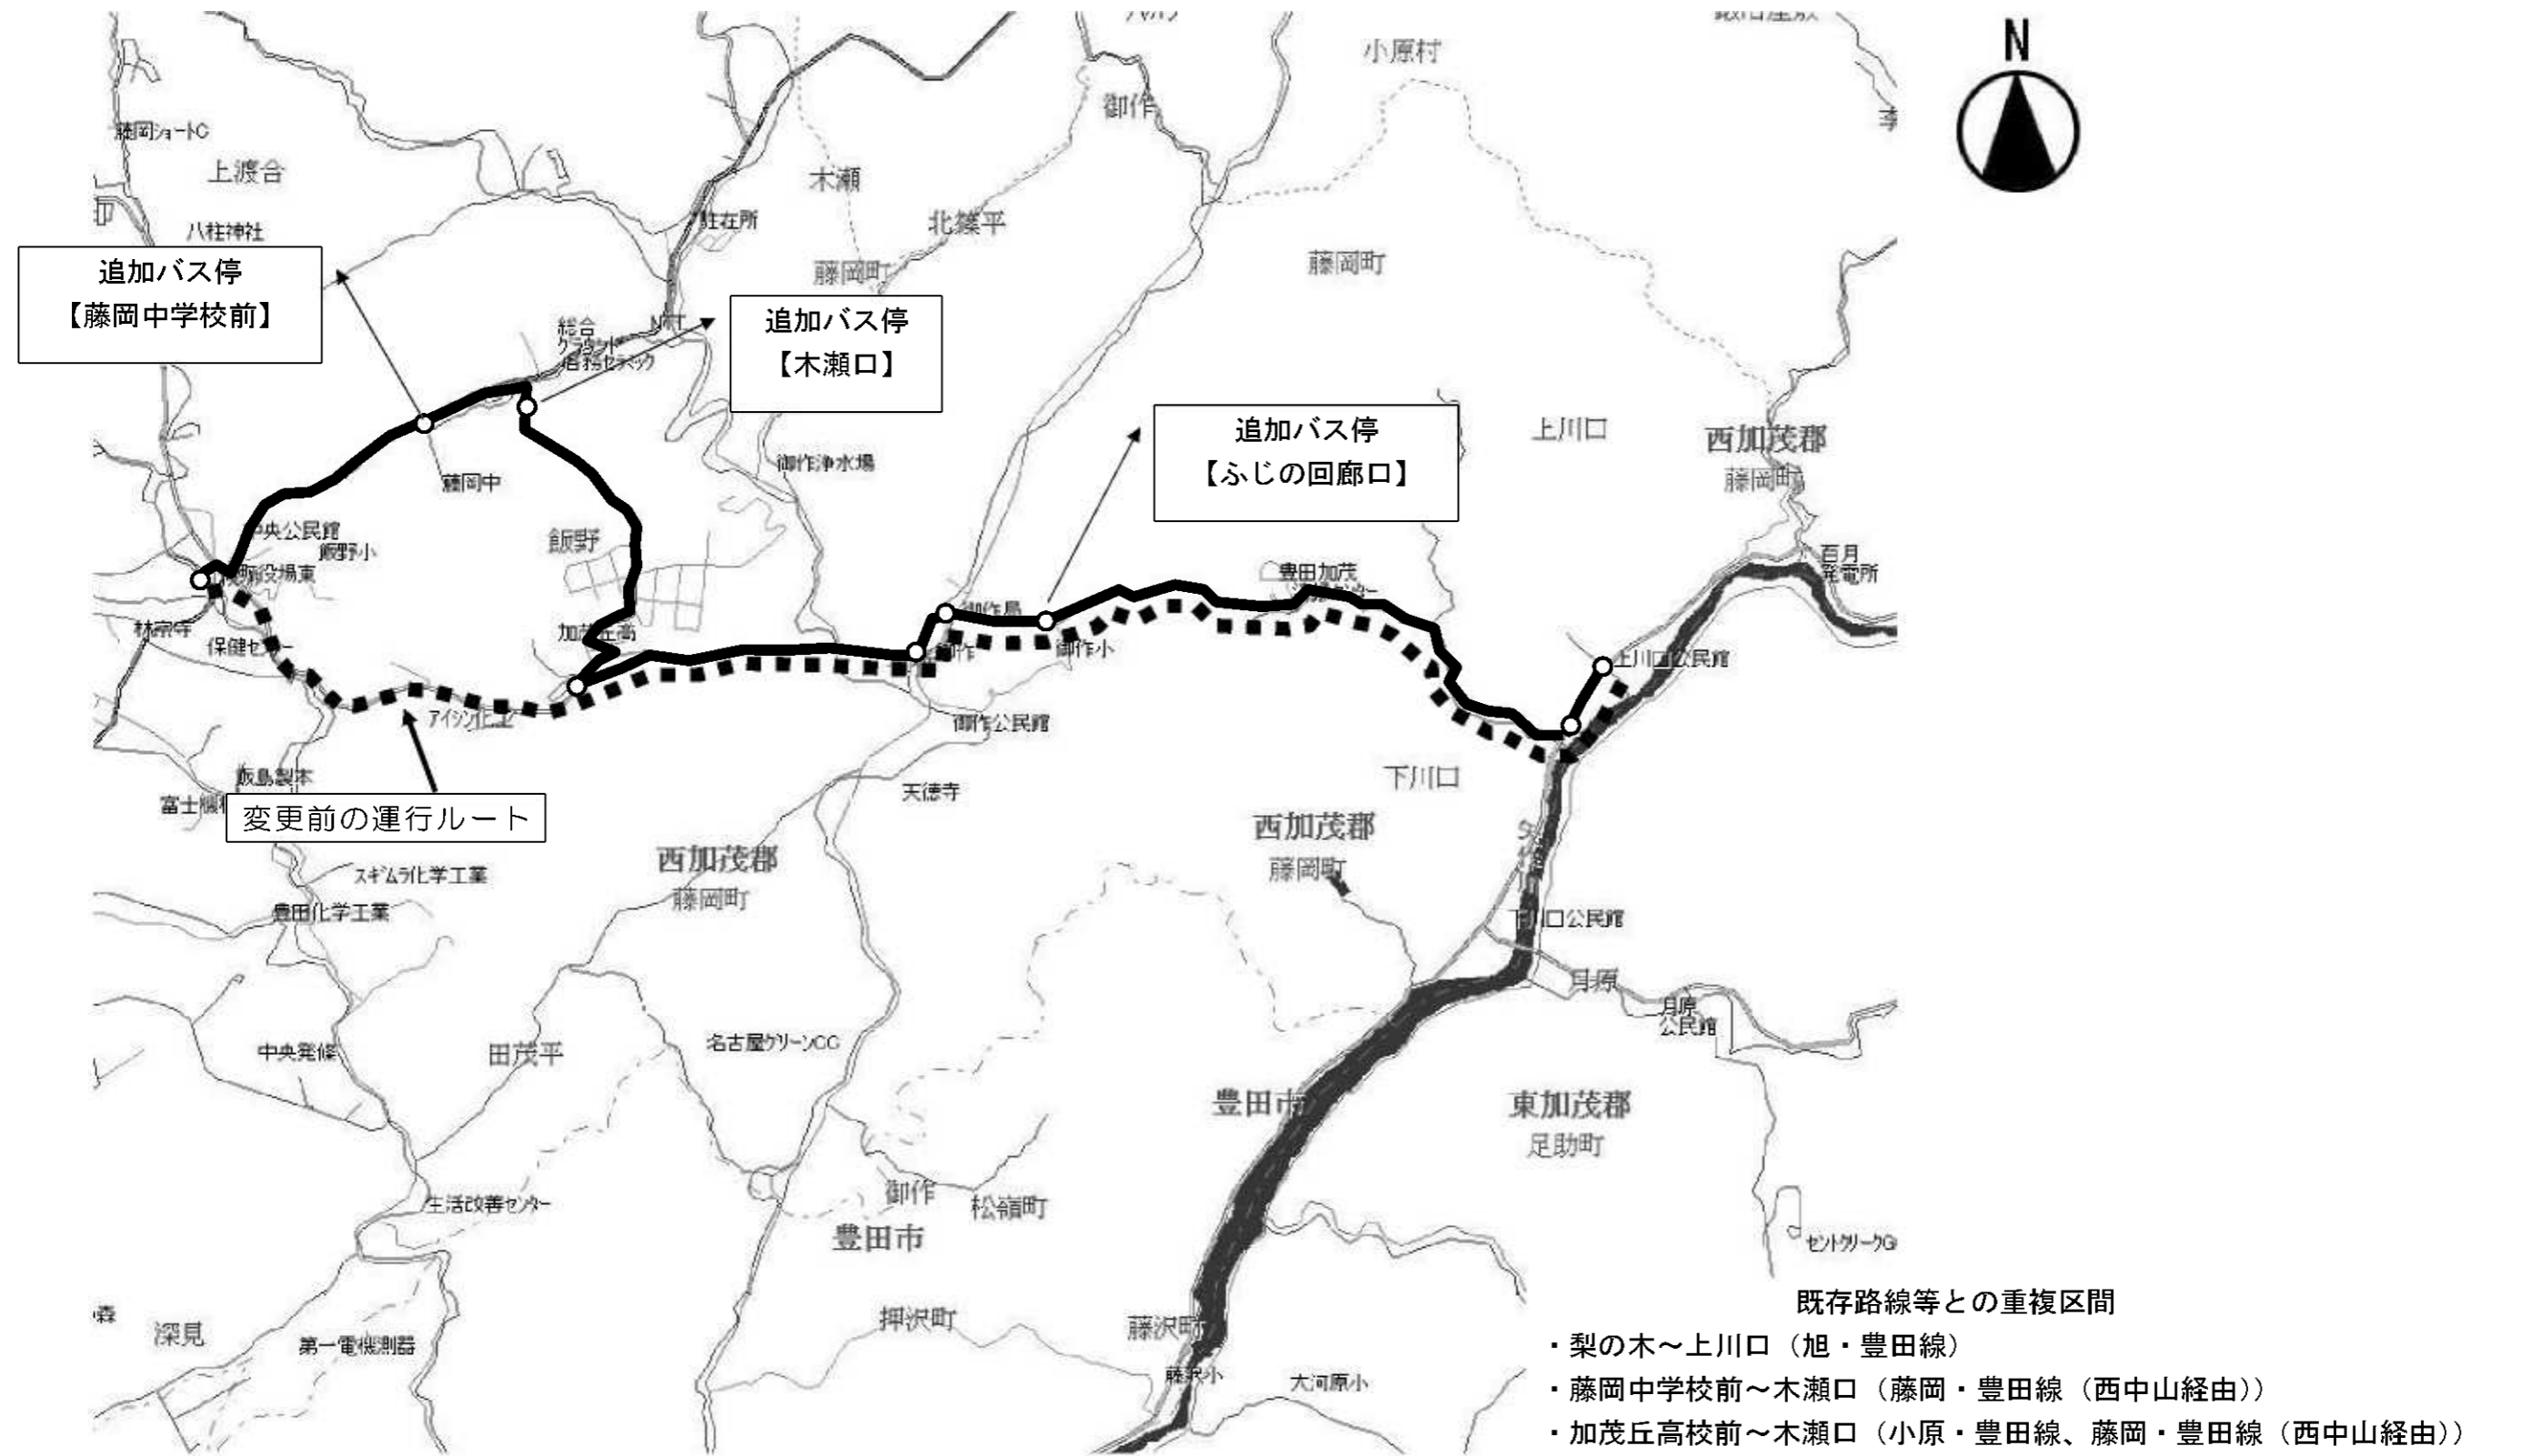 小原村
N
御作
藤岡ショートC
上渡合
木瀬
駐在所
八柱神社
北篠平
藤岡町
藤岡町
追加バス停
【藤岡中学校前】
追加バス停
【木瀬口】
総合
グラウンド
追加バス停
【ふじの回廊口】
上川口
西加茂郡
藤岡町
御作浄水場
藤岡中
中央公民館
飯野小
飯野
百月
発電所
豊田加茂
林宗寺
保健センター
加茂丘高
御作小
上川口公民館
アイシン化工
御作公民館
飯島製本
下川口
天徳寺
変更前の運行ルート
西加茂郡
藤岡町
西加茂郡
藤岡町
スギムラ化学工業
豊田化学工業
下川口公民館
月原
月原
公民館
中央発條
田茂平
名古屋グリーンCC
豊田市
東加茂郡
足助町
生活改善センター
御作
松嶺町
豊田市
深見
第一電機測器
押沢町
藤沢町
藤沢小
大河原小
既存路線等との重複区間
・梨の木～上川口（旭・豊田線）
・藤岡中学校前～木瀬口（藤岡・豊田線（西中山経由））
・加茂丘高校前～木瀬口（小原・豊田線、藤岡・豊田線（西中山経由））